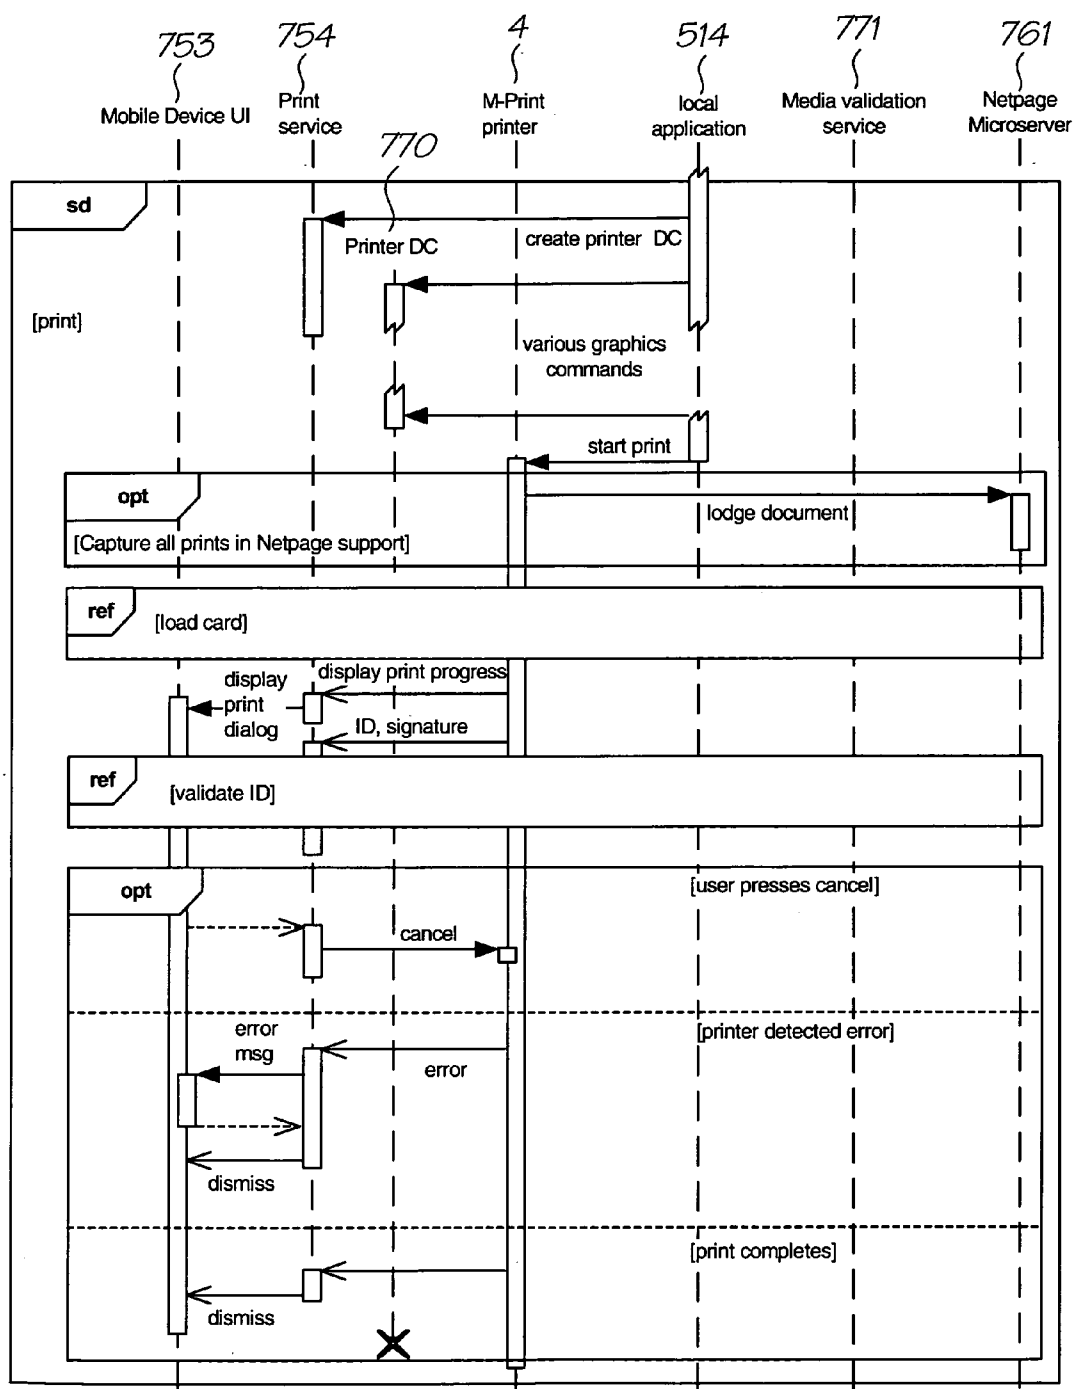 753
754
4
514
771
761
Mobile Device UI
Print
service
M-Print
printer
local
application
Media validation
service
Netpage
Microserver
770
sd
create printer DC
Printer DC
[print]
various graphics
commands
start print
opt
lodge document
[Capture all prints in Netpage support]
ref
[load card]
display print progress
display
print
dialog
ID, signature
ref
[validate ID]
opt
[user presses cancel]
cancel
[printer detected error]
error
msg
error
dismiss
[print completes]
dismiss